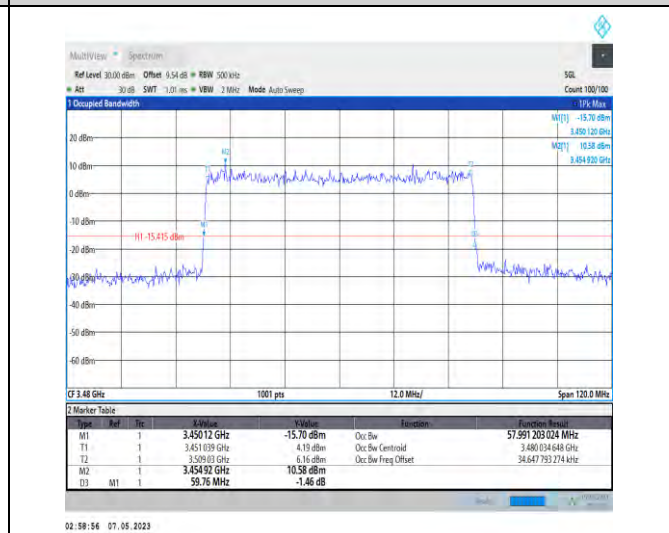 MultiView Spectrum
Ref Level 30.00 dBm Offset 9.54 dB RBW 500 kHz SGL
Att 30 dB SWT 1.01 ms VBW 2 MHz Mode Auto Sweep Count 100/100
1 Occupied Bandwidth 1Pk Max
M1[1] -15.70 dBm
3.450 120 GHz
M2[1] 10.58 dBm
3.454 920 GHz
20 dBm
M2
10 dBm
0 dBm
-10 dBm
M1
H1 -15.415 dBm
-20 dBm
-30 dBm
-40 dBm
-50 dBm
-60 dBm
CF 3.48 GHz 1001 pts 12.0 MHz/ Span 120.0 MHz
2 Marker Table
Type Ref Trc X-Value Y-Value Function Function Result
M1 1 3.45012 GHz -15.70 dBm Occ Bw 57.991 203 024 MHz
T1 1 3.451 039 GHz 4.19 dBm Occ Bw Centroid 3.480 034 648 GHz
T2 1 3.509 03 GHz 6.16 dBm Occ Bw Freq Offset 34.647 793 274 kHz
M2 1 3.454 92 GHz 10.58 dBm
D3 M1 1 59.76 MHz -1.46 dB
02:58:56 07.05.2023